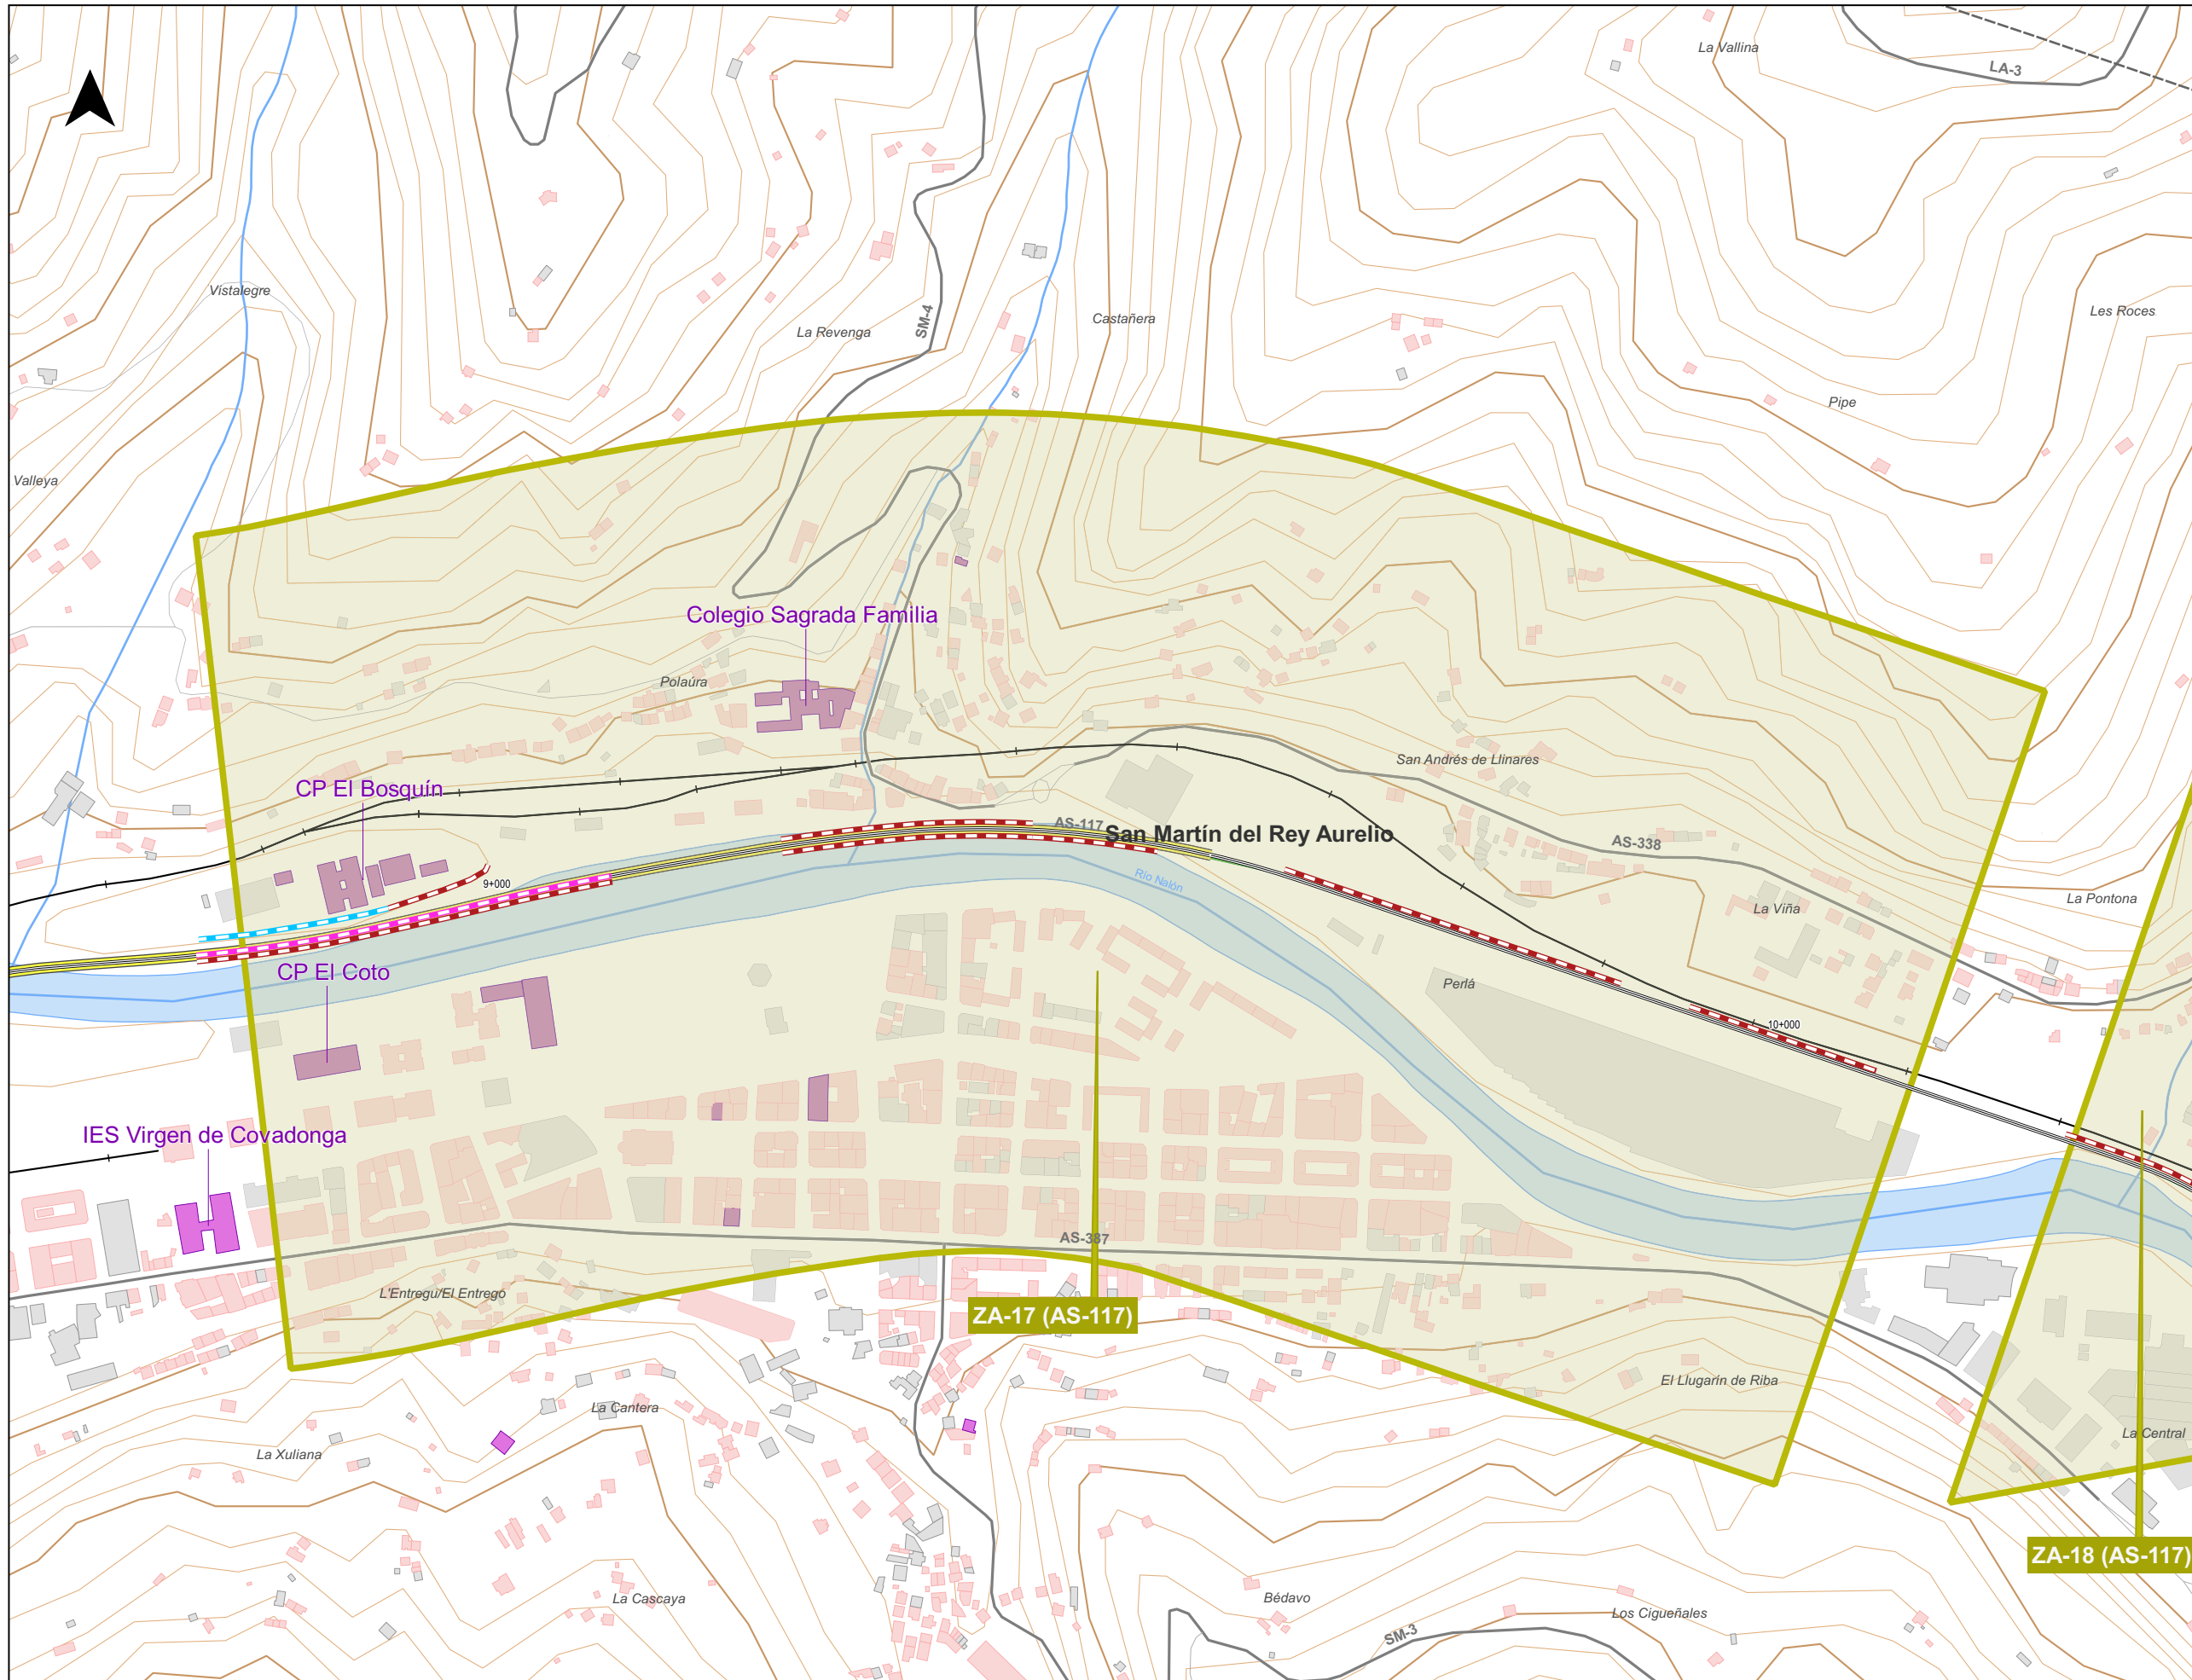 La Vallina
LA-3
Vistalegre
Les Roces
Castañera
SM-4
La Revenga
Pipe
Valleya
Colegio Sagrada Familia
Polaúra
San Andrés de Llinares
CP El Bosquín
AS-117
San Martín del Rey Aurelio
AS-338
9+000
Río Nalón
La Pontona
La Viña
CP El Coto
Perlá
10+000
IES Virgen de Covadonga
AS-387
L'Entregu/El Entrego
ZA-17 (AS-117)
El Llugarín de Riba
La Cantera
La Central
La Xuliana
ZA-18 (AS-117)
La Cascaya
Bédavo
Los Cigueñales
SM-3